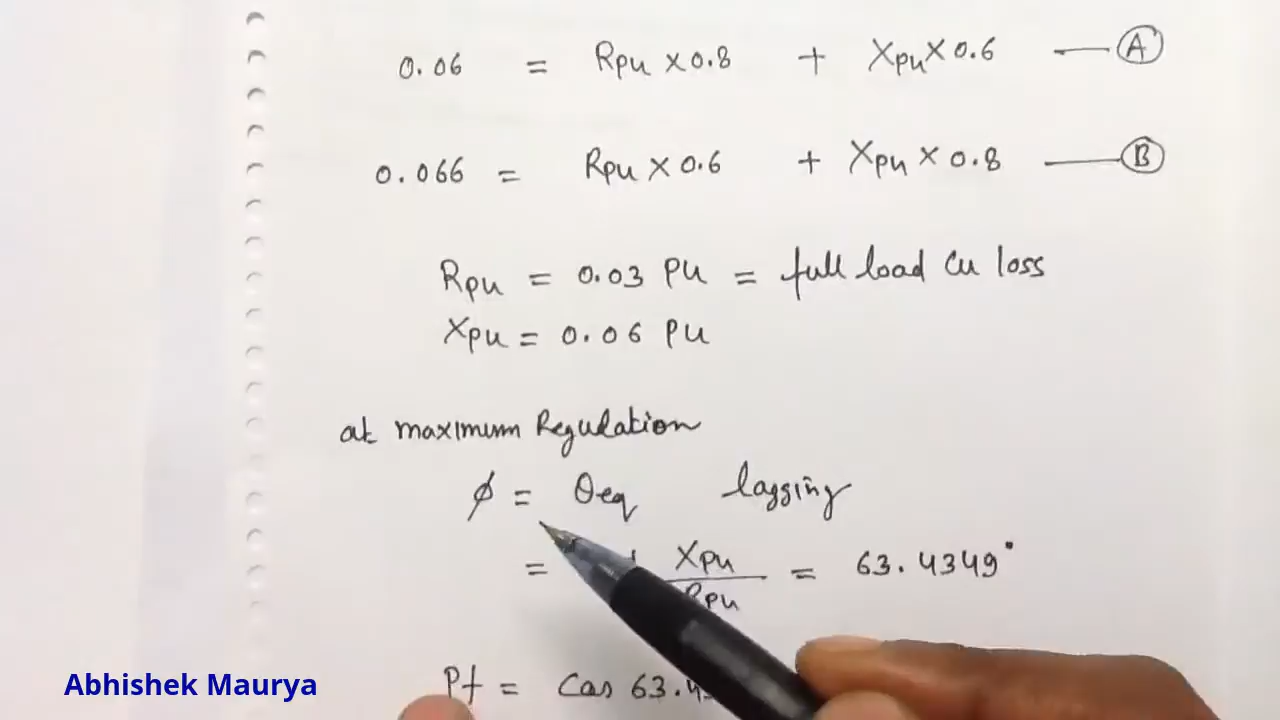 0.06 = Rpu x 0.8 + Xpu x 0.6 — A
0.066 = Rpu x 0.6 + Xpu x 0.8 — B
Rpu = 0.03 PU = full load Cu loss
Xpu = 0.06 PU
at maximum Regulation
ϕ = θeq lagging
= Xpu / Rpu = 63.4349°
Pf = Cos 63.4
Abhishek Maurya